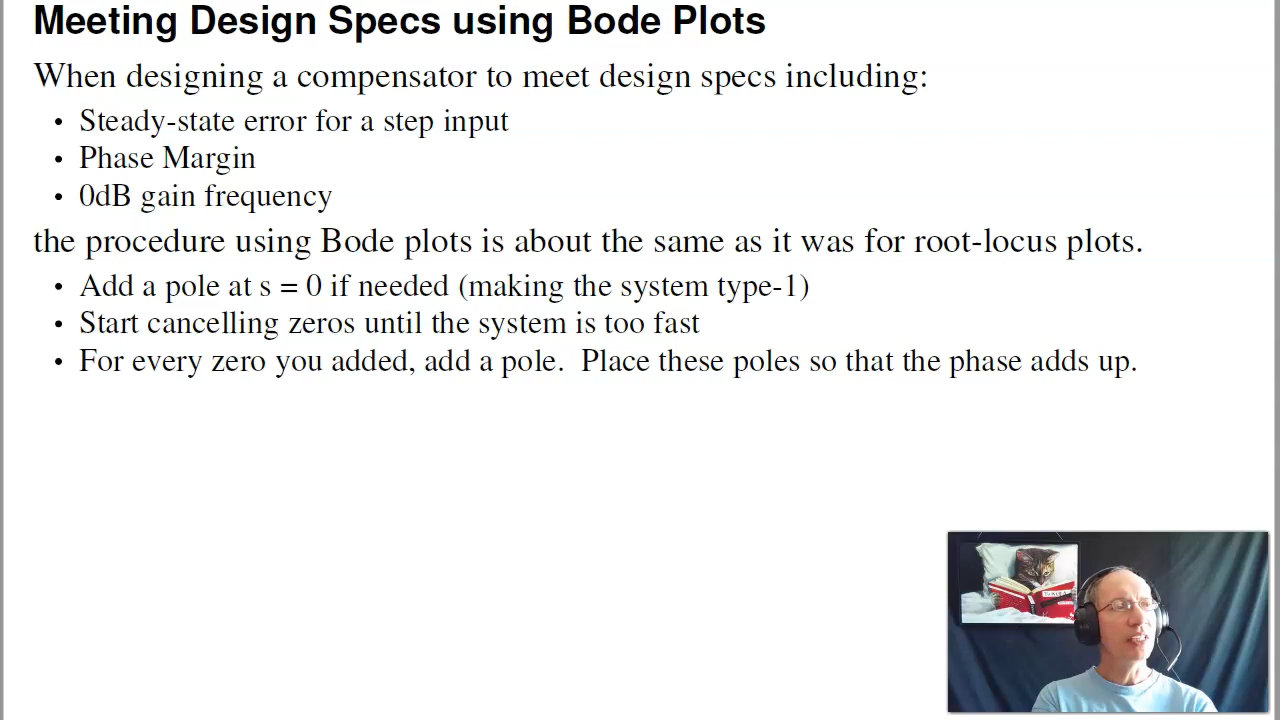 Meeting Design Specs using Bode Plots
When designing a compensator to meet design specs including:
• Steady-state error for a step input
• Phase Margin
• 0dB gain frequency
the procedure using Bode plots is about the same as it was for root-locus plots.
• Add a pole at s = 0 if needed (making the system type-1)
• Start cancelling zeros until the system is too fast
• For every zero you added, add a pole.  Place these poles so that the phase adds up.